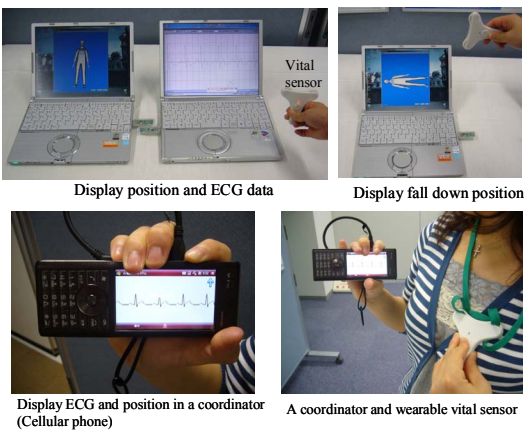 Vital
sensor
Display position and ECG data
Display fall down position
Display ECG and position in a coordinator
(Cellular phone)
A coordinator and wearable vital sensor